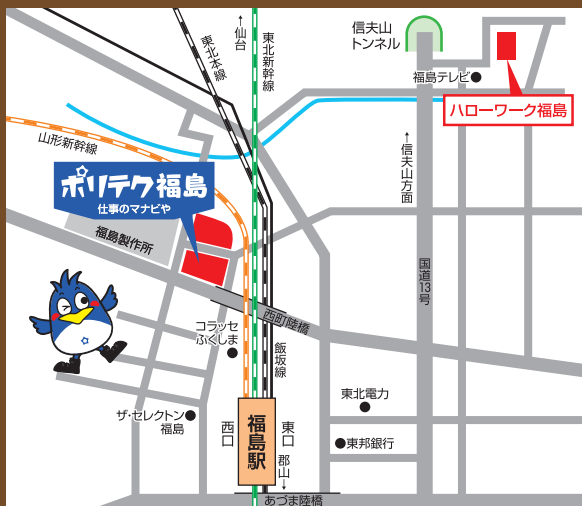 ←仙台
東北本線
東北新幹線
信夫山
トンネル
福島テレビ
ハローワーク福島
山形新幹線
←信夫山方面
ポリテク福島
仕事のマナビヤ
福島製作所
国道13号
西町陸橋
コラッセ
ふくしま
飯坂線
東北電力
ザ・セレクトン
福島
西口
福島駅
東口
東邦銀行
郡山→
あづま陸橋